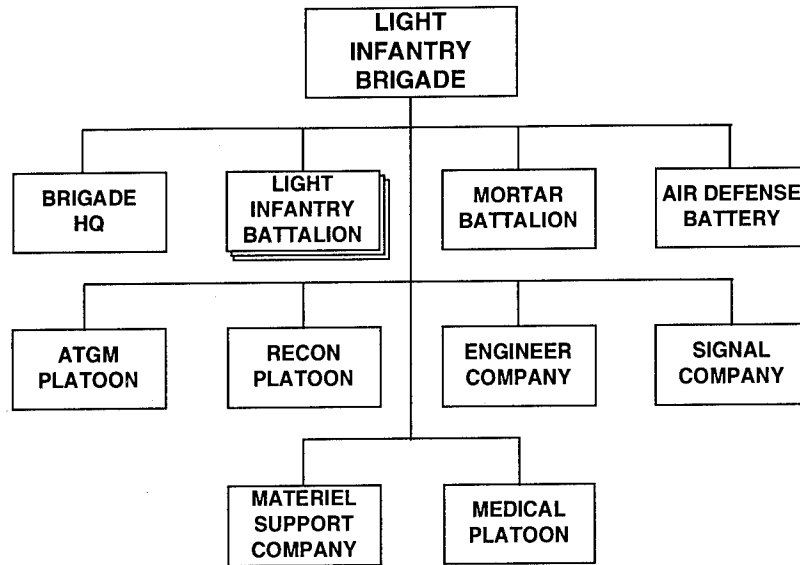 LIGHT
INFANTRY
BRIGADE
BRIGADE
HQ
LIGHT
INFANTRY
BATTALION
MORTAR
BATTALION
AIR DEFENSE
BATTERY
ATGM
PLATOON
RECON
PLATOON
ENGINEER
COMPANY
SIGNAL
COMPANY
MATERIEL
SUPPORT
COMPANY
MEDICAL
PLATOON